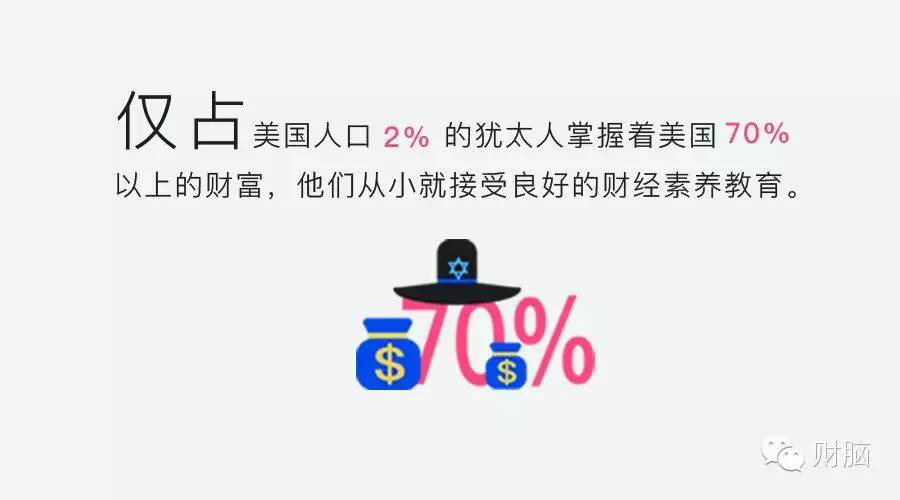 仅占美国人口 2% 的犹太人掌握着美国 70%
以上的财富，他们从小就接受良好的财经素养教育。
70%
$
$
财脑